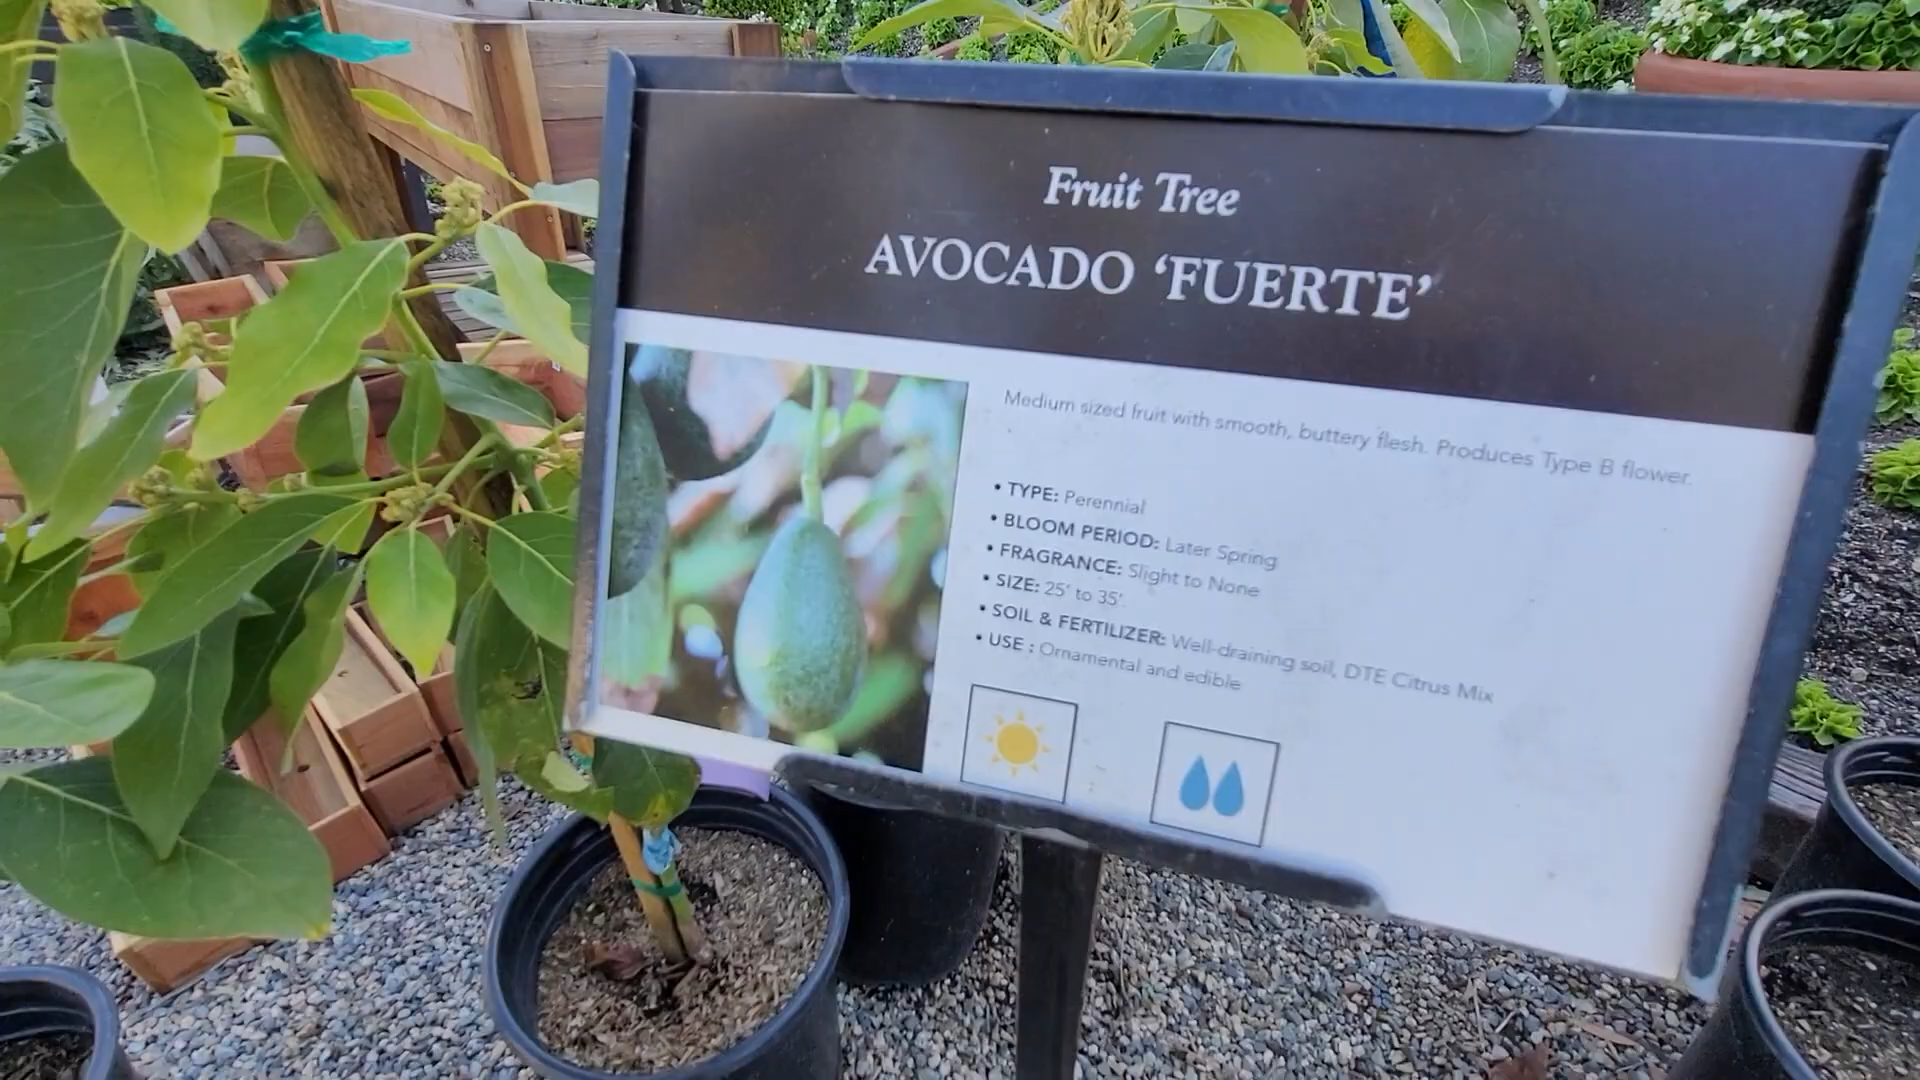 Fruit Tree
AVOCADO ‘FUERTE’
Medium sized fruit with smooth, buttery flesh. Produces Type B flower.
• TYPE: Perennial
• BLOOM PERIOD: Later Spring
• FRAGRANCE: Slight to None
• SIZE: 25' to 35'.
• SOIL & FERTILIZER: Well-draining soil, DTE Citrus Mix
• USE : Ornamental and edible